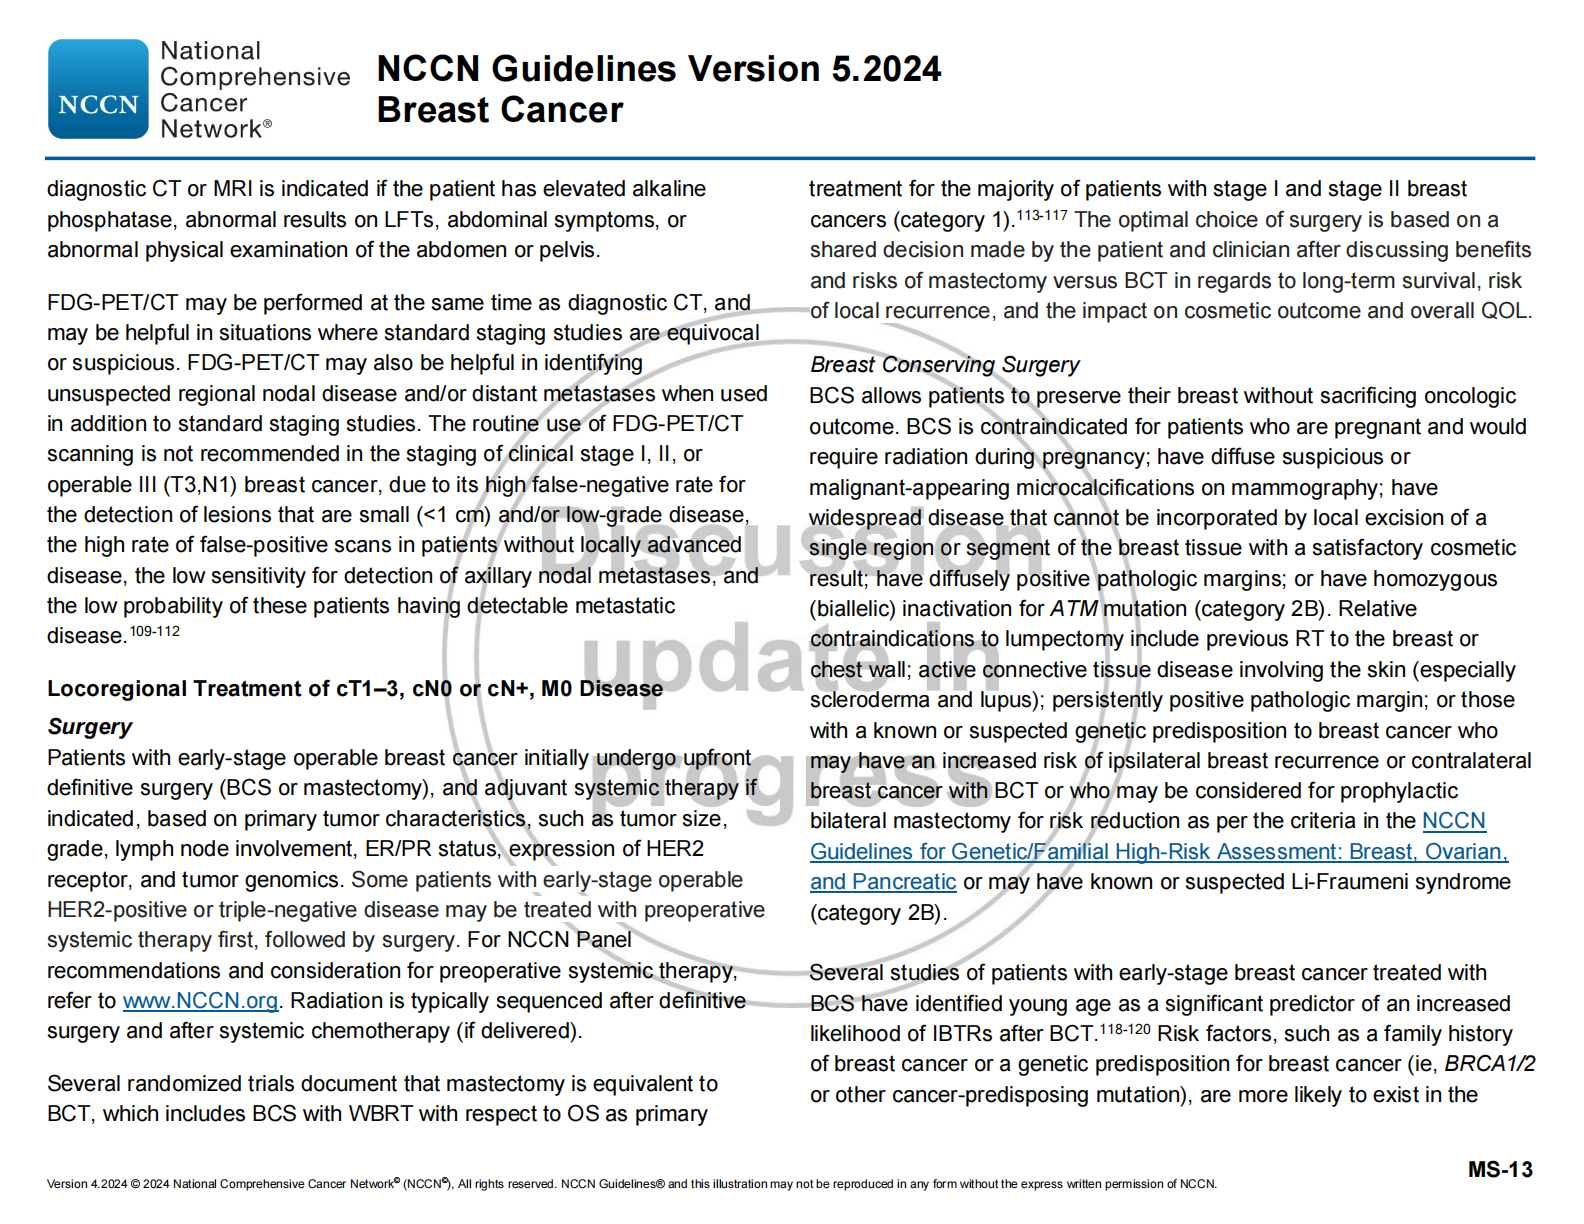 National
Comprehensive
Cancer
Network®
NCCN
NCCN Guidelines Version 5.2024
Breast Cancer
diagnostic CT or MRI is indicated if the patient has elevated alkaline
phosphatase, abnormal results on LFTs, abdominal symptoms, or
abnormal physical examination of the abdomen or pelvis.
FDG-PET/CT may be performed at the same time as diagnostic CT, and
may be helpful in situations where standard staging studies are equivocal
or suspicious. FDG-PET/CT may also be helpful in identifying
unsuspected regional nodal disease and/or distant metastases when used
in addition to standard staging studies. The routine use of FDG-PET/CT
scanning is not recommended in the staging of clinical stage I, II, or
operable III (T3,N1) breast cancer, due to its high false-negative rate for
the detection of lesions that are small (<1 cm) and/or low-grade disease,
the high rate of false-positive scans in patients without locally advanced
disease, the low sensitivity for detection of axillary nodal metastases, and
the low probability of these patients having detectable metastatic
disease.109-112
Locoregional Treatment of cT1–3, cN0 or cN+, M0 Disease
Surgery
Patients with early-stage operable breast cancer initially undergo upfront
definitive surgery (BCS or mastectomy), and adjuvant systemic therapy if
indicated, based on primary tumor characteristics, such as tumor size,
grade, lymph node involvement, ER/PR status, expression of HER2
receptor, and tumor genomics. Some patients with early-stage operable
HER2-positive or triple-negative disease may be treated with preoperative
systemic therapy first, followed by surgery. For NCCN Panel
recommendations and consideration for preoperative systemic therapy,
refer to www.NCCN.org. Radiation is typically sequenced after definitive
surgery and after systemic chemotherapy (if delivered).
Several randomized trials document that mastectomy is equivalent to
BCT, which includes BCS with WBRT with respect to OS as primary
treatment for the majority of patients with stage I and stage II breast
cancers (category 1).113-117 The optimal choice of surgery is based on a
shared decision made by the patient and clinician after discussing benefits
and risks of mastectomy versus BCT in regards to long-term survival, risk
of local recurrence, and the impact on cosmetic outcome and overall QOL.
Breast Conserving Surgery
BCS allows patients to preserve their breast without sacrificing oncologic
outcome. BCS is contraindicated for patients who are pregnant and would
require radiation during pregnancy; have diffuse suspicious or
malignant-appearing microcalcifications on mammography; have
widespread disease that cannot be incorporated by local excision of a
single region or segment of the breast tissue with a satisfactory cosmetic
result; have diffusely positive pathologic margins; or have homozygous
(biallelic) inactivation for ATM mutation (category 2B). Relative
contraindications to lumpectomy include previous RT to the breast or
chest wall; active connective tissue disease involving the skin (especially
scleroderma and lupus); persistently positive pathologic margin; or those
with a known or suspected genetic predisposition to breast cancer who
may have an increased risk of ipsilateral breast recurrence or contralateral
breast cancer with BCT or who may be considered for prophylactic
bilateral mastectomy for risk reduction as per the criteria in the NCCN
Guidelines for Genetic/Familial High-Risk Assessment: Breast, Ovarian,
and Pancreatic or may have known or suspected Li-Fraumeni syndrome
(category 2B).
Several studies of patients with early-stage breast cancer treated with
BCS have identified young age as a significant predictor of an increased
likelihood of IBTRs after BCT.118-120 Risk factors, such as a family history
of breast cancer or a genetic predisposition for breast cancer (ie, BRCA1/2
or other cancer-predisposing mutation), are more likely to exist in the
Discussion
update in
progress
MS-13
Version 4.2024 © 2024 National Comprehensive Cancer Network© (NCCN©), All rights reserved. NCCN Guidelines® and this illustration may not be reproduced in any form without the express written permission of NCCN.